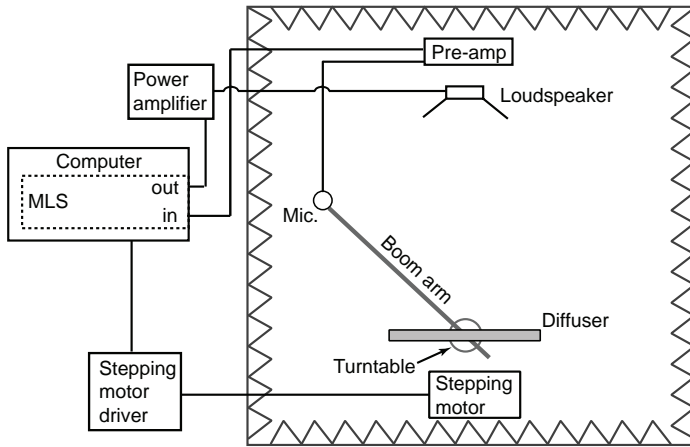 Pre-amp
Power
amplifier
Loudspeaker
Computer
MLS
out
in
Mic.
Boom arm
Diffuser
Turntable
Stepping
motor
driver
Stepping
motor